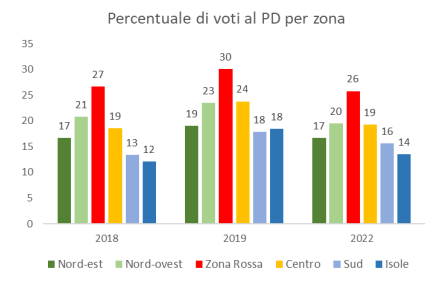 Percentuale di voti al PD per zona
35
30
25
20
15
10
5
0
17 21 27 19 13 12
19 23 30 24 18 18
17 20 26 19 16 14
2018 2019 2022
Nord-est Nord-ovest Zona Rossa Centro Sud Isole